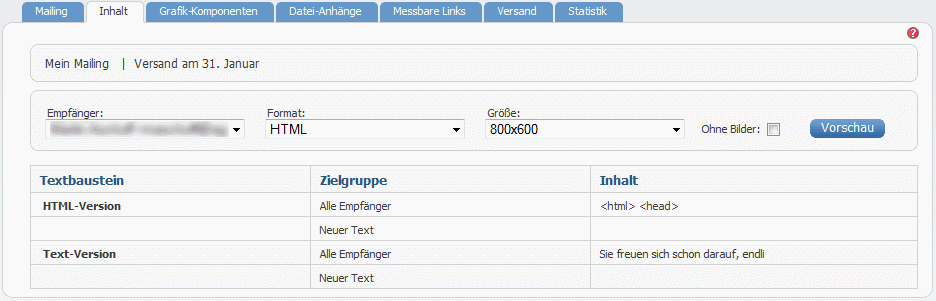 Mailing Inhalt Grafik-Komponenten Datei-Anhänge Messbare Links Versand Statistik
?
Mein Mailing | Versand am 31. Januar
Empfänger: Format: Größe:
HTML 800x600 Ohne Bilder: Vorschau
Textbaustein Zielgruppe Inhalt
HTML-Version Alle Empfänger <html> <head>
Neuer Text
Text-Version Alle Empfänger Sie freuen sich schon darauf, endli
Neuer Text